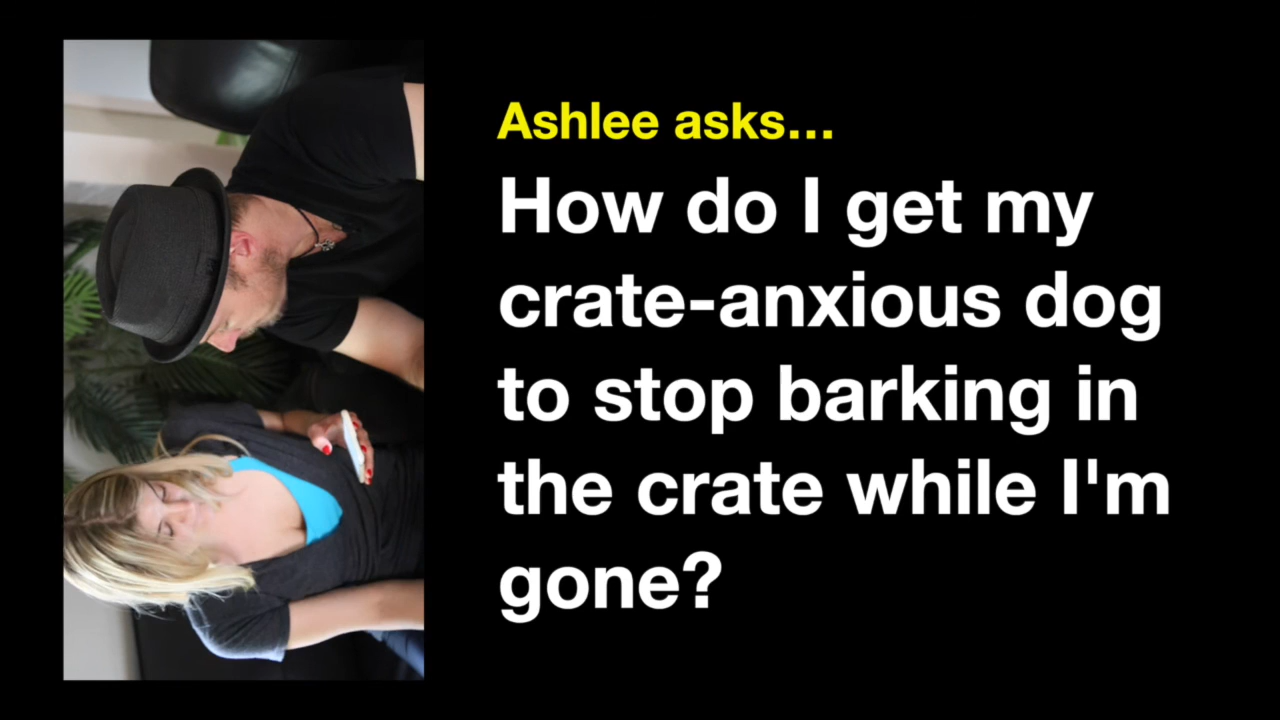 Ashlee asks...
How do I get my
crate-anxious dog
to stop barking in
the crate while I'm
gone?